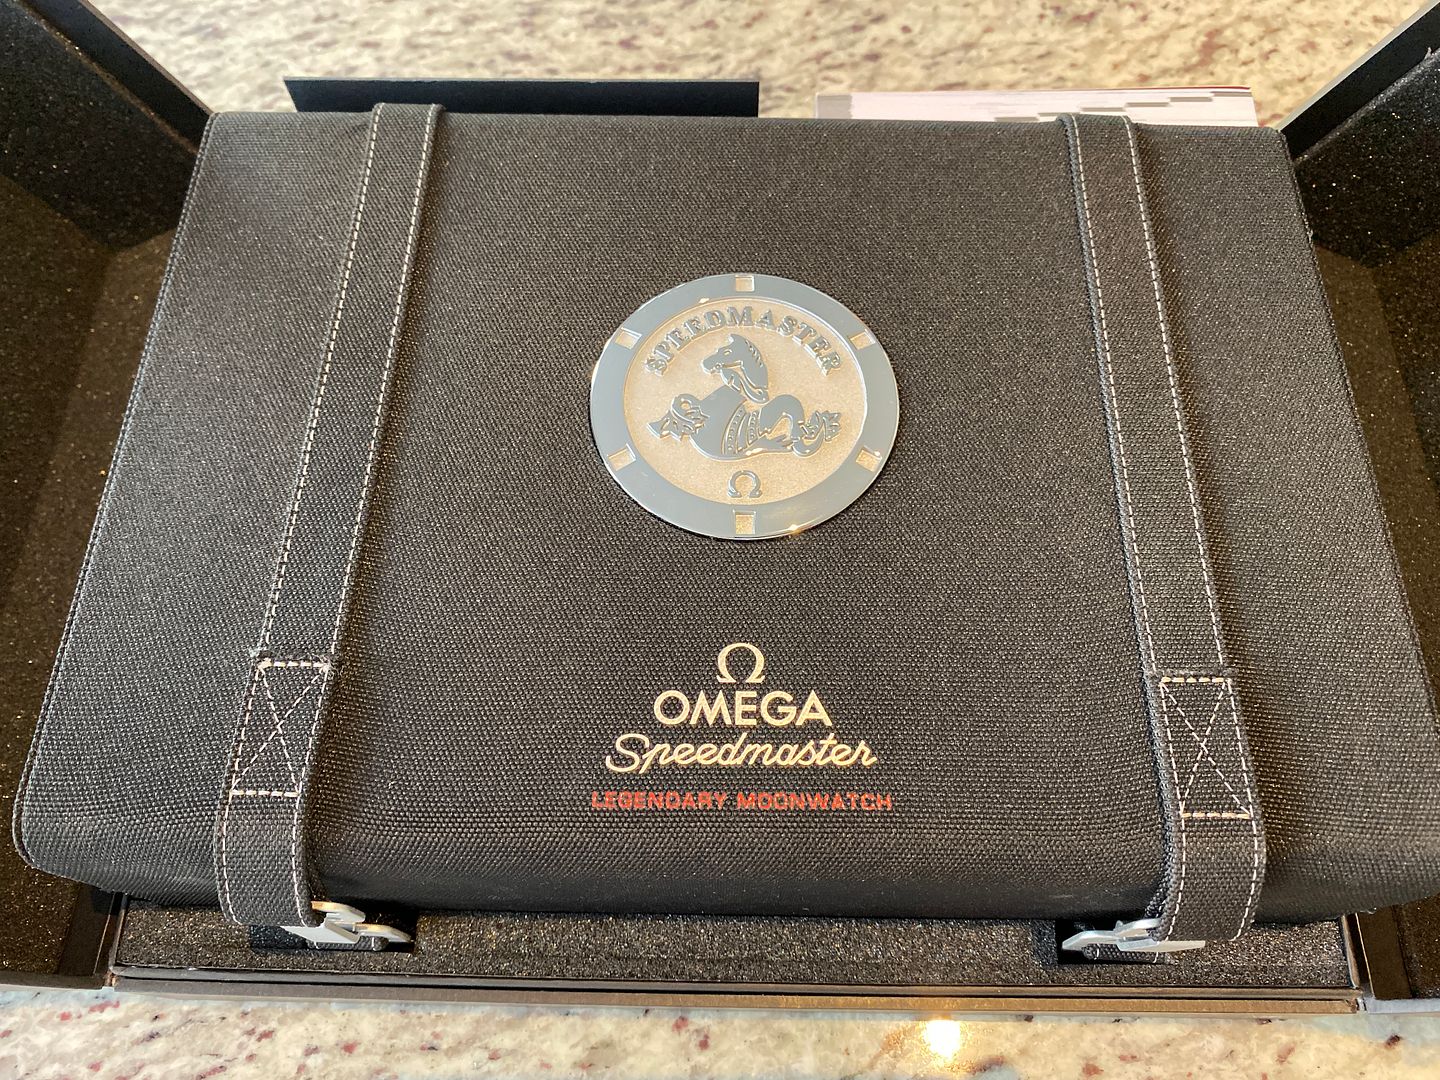 SPEEDMASTER
Ω
Ω
OMEGA
Speedmaster
LEGENDARY MOONWATCH